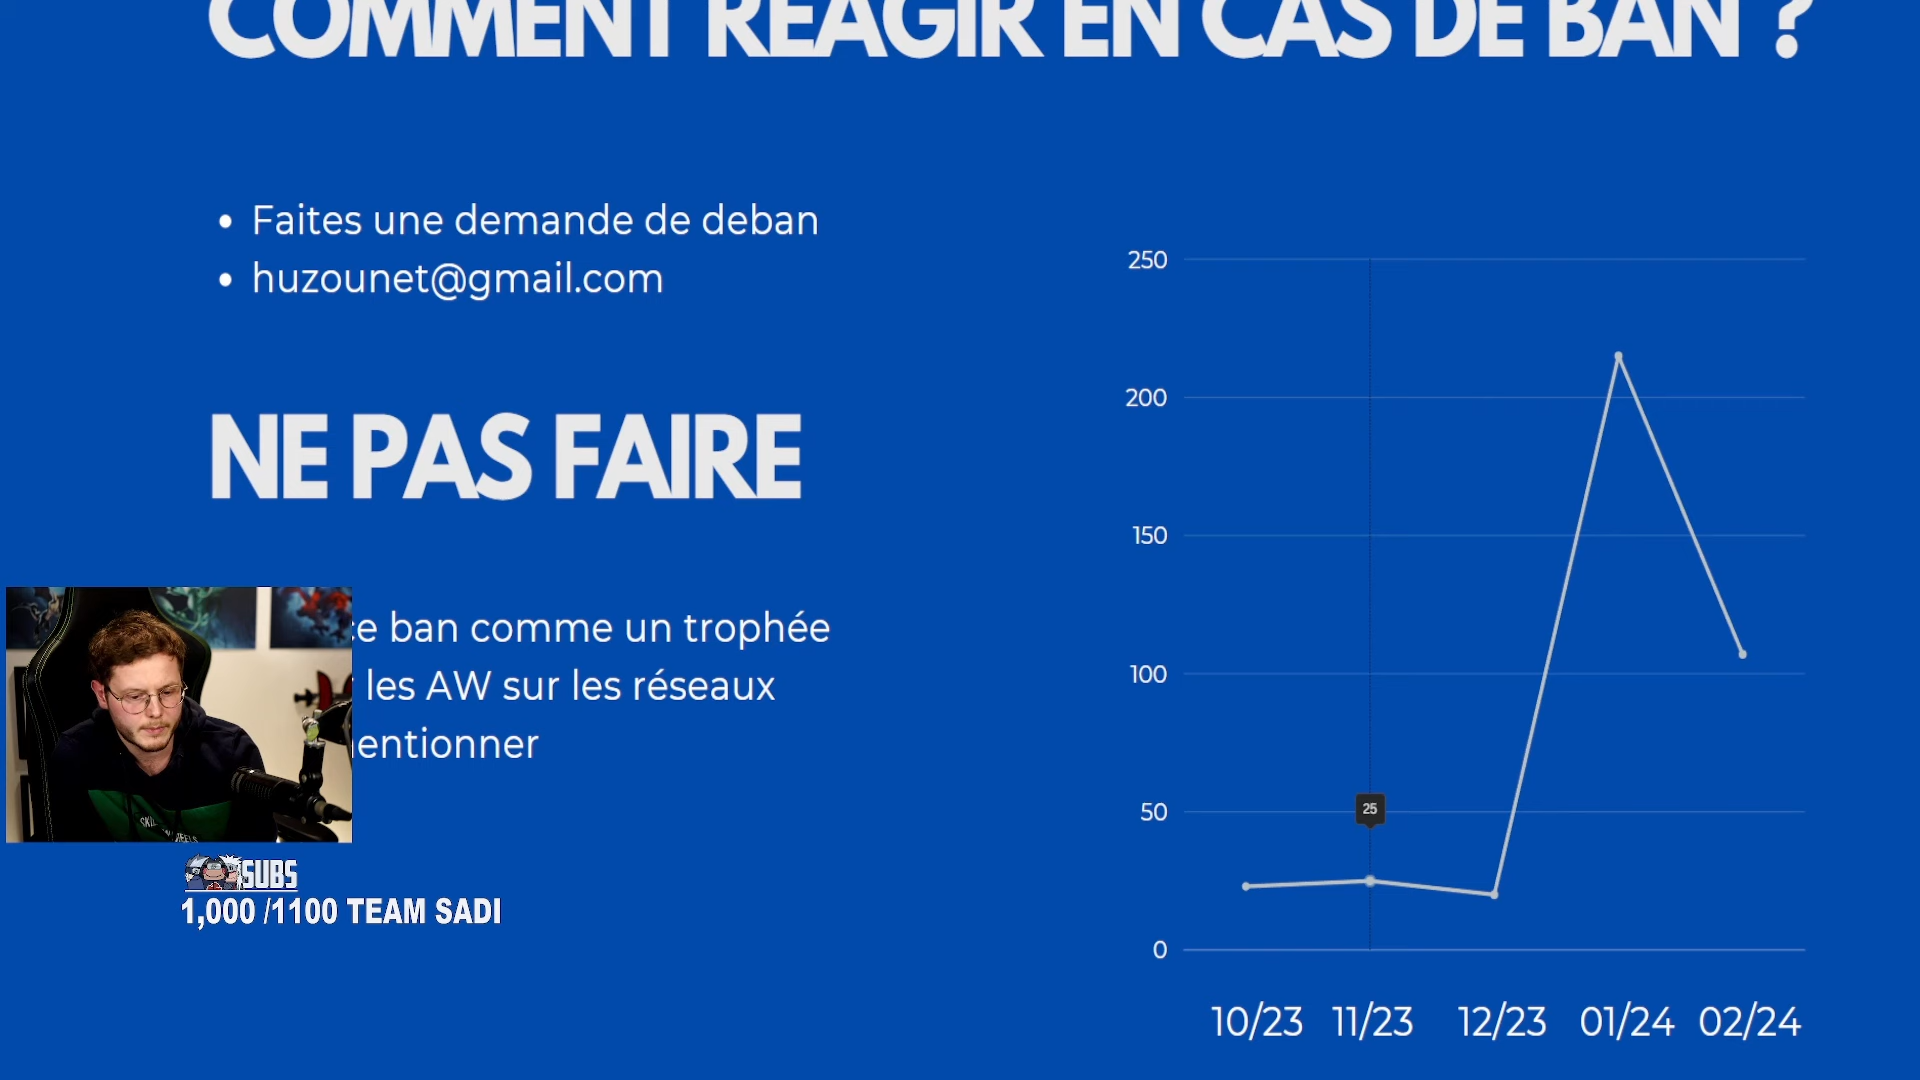 COMMENT RÉAGIR EN CAS DE BAN ?
Faites une demande de deban
huzounet@gmail.com
NE PAS FAIRE
ban comme un trophée
les AW sur les réseaux
250
200
150
100
50
0
25
10/23 11/23 12/23 01/24 02/24
SUBS
1,000 /1100 TEAM SADI